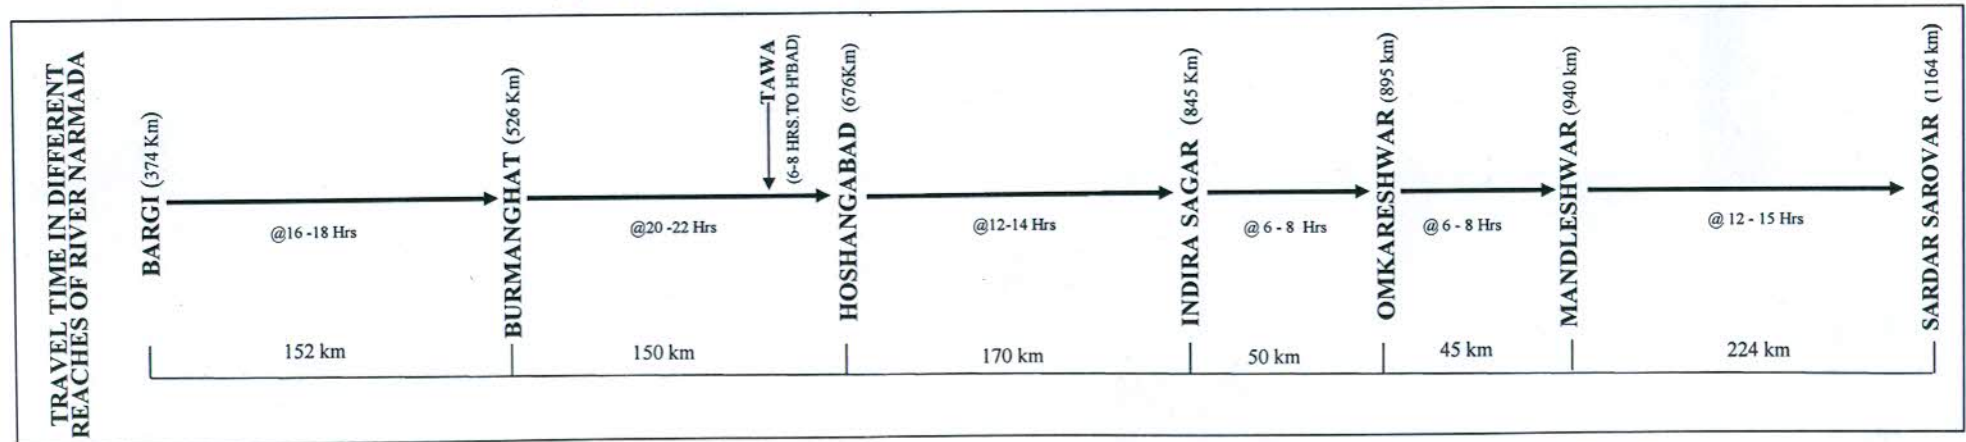 TRAVEL TIME IN DIFFERENT
REACHES OF RIVER NARMADA
BARGI (374 Km)
@16 -18 Hrs
BURMANGHAT (526 Km)
@20 -22 Hrs
TAWA
(6-8 HRS.TO H'BAD)
HOSHANGABAD (676Km)
@12-14 Hrs
INDIRA SAGAR (845 Km)
@ 6 - 8 Hrs
OMKARESHWAR (895 km)
@ 6 - 8 Hrs
MANDLESHWAR (940 km)
@ 12 - 15 Hrs
SARDAR SAROVAR (1164 km)
152 km
150 km
170 km
50 km
45 km
224 km